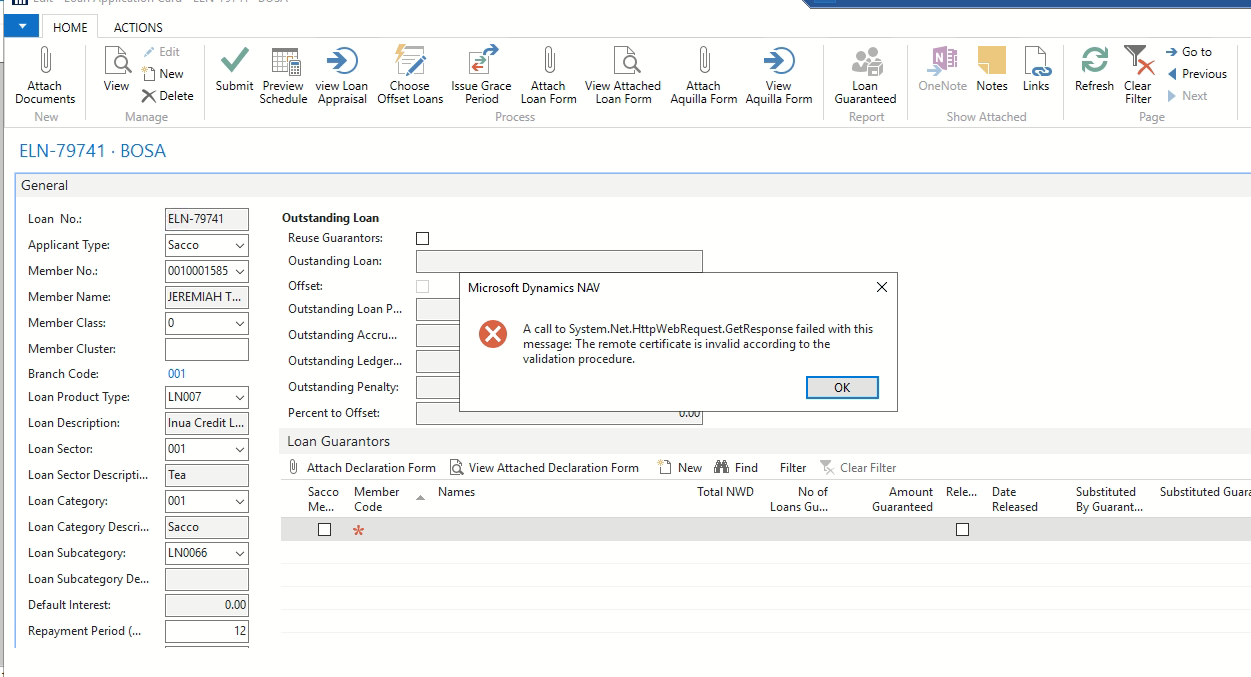 Edit - Loan Application Card - ELN-79741 · BOSA
HOME
ACTIONS
Attach
Documents
New
View
Edit
New
Delete
Manage
Submit
Preview
Schedule
view Loan
Appraisal
Choose
Offset Loans
Issue Grace
Period
Attach
Loan Form
View Attached
Loan Form
Attach
Aquilla Form
View
Aquilla Form
Process
Loan
Guaranteed
Report
OneNote
Notes
Links
Show Attached
Refresh
Clear
Filter
Go to
Previous
Next
Page
ELN-79741 · BOSA
General
Loan No.: ELN-79741
Applicant Type: Sacco
Member No.: 0010001585
Member Name: JEREMIAH T...
Member Class: 0
Member Cluster:
Branch Code: 001
Loan Product Type: LN007
Loan Description: Inua Credit L...
Loan Sector: 001
Loan Sector Descripti... Tea
Loan Category: 001
Loan Category Descri... Sacco
Loan Subcategory: LN0066
Loan Subcategory De...
Default Interest: 0.00
Repayment Period (... 12
Outstanding Loan
Reuse Guarantors:
Oustanding Loan:
Offset:
Outstanding Loan P...
Outstanding Accru...
Outstanding Ledger...
Outstanding Penalty:
Percent to Offset: 0.00
Microsoft Dynamics NAV
A call to System.Net.HttpWebRequest.GetResponse failed with this
message: The remote certificate is invalid according to the
validation procedure.
OK
Loan Guarantors
Attach Declaration Form View Attached Declaration Form New Find Filter Clear Filter
Sacco
Me...
Member
Code
Names
Total NWD
No of
Loans Gu...
Amount
Guaranteed
Rele...
Date
Released
Substituted
By Guarant...
Substituted Guara